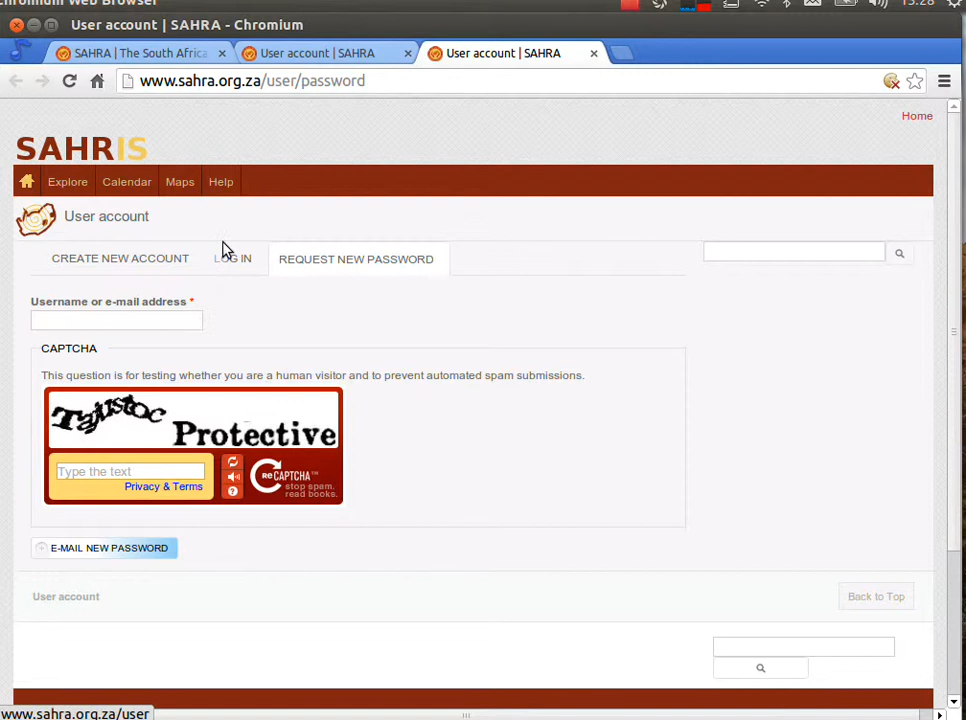 Chromium Web Browser
13:28
User account | SAHRA - Chromium
SAHRA | The South Africa
User account | SAHRA
User account | SAHRA
www.sahra.org.za/user/password
Home
SAHRIS
Explore
Calendar
Maps
Help
User account
CREATE NEW ACCOUNT
LOG IN
REQUEST NEW PASSWORD
Username or e-mail address *
CAPTCHA
This question is for testing whether you are a human visitor and to prevent automated spam submissions.
Protective
Type the text
Privacy & Terms
reCAPTCHA™
stop spam.
read books.
E-MAIL NEW PASSWORD
User account
Back to Top
www.sahra.org.za/user